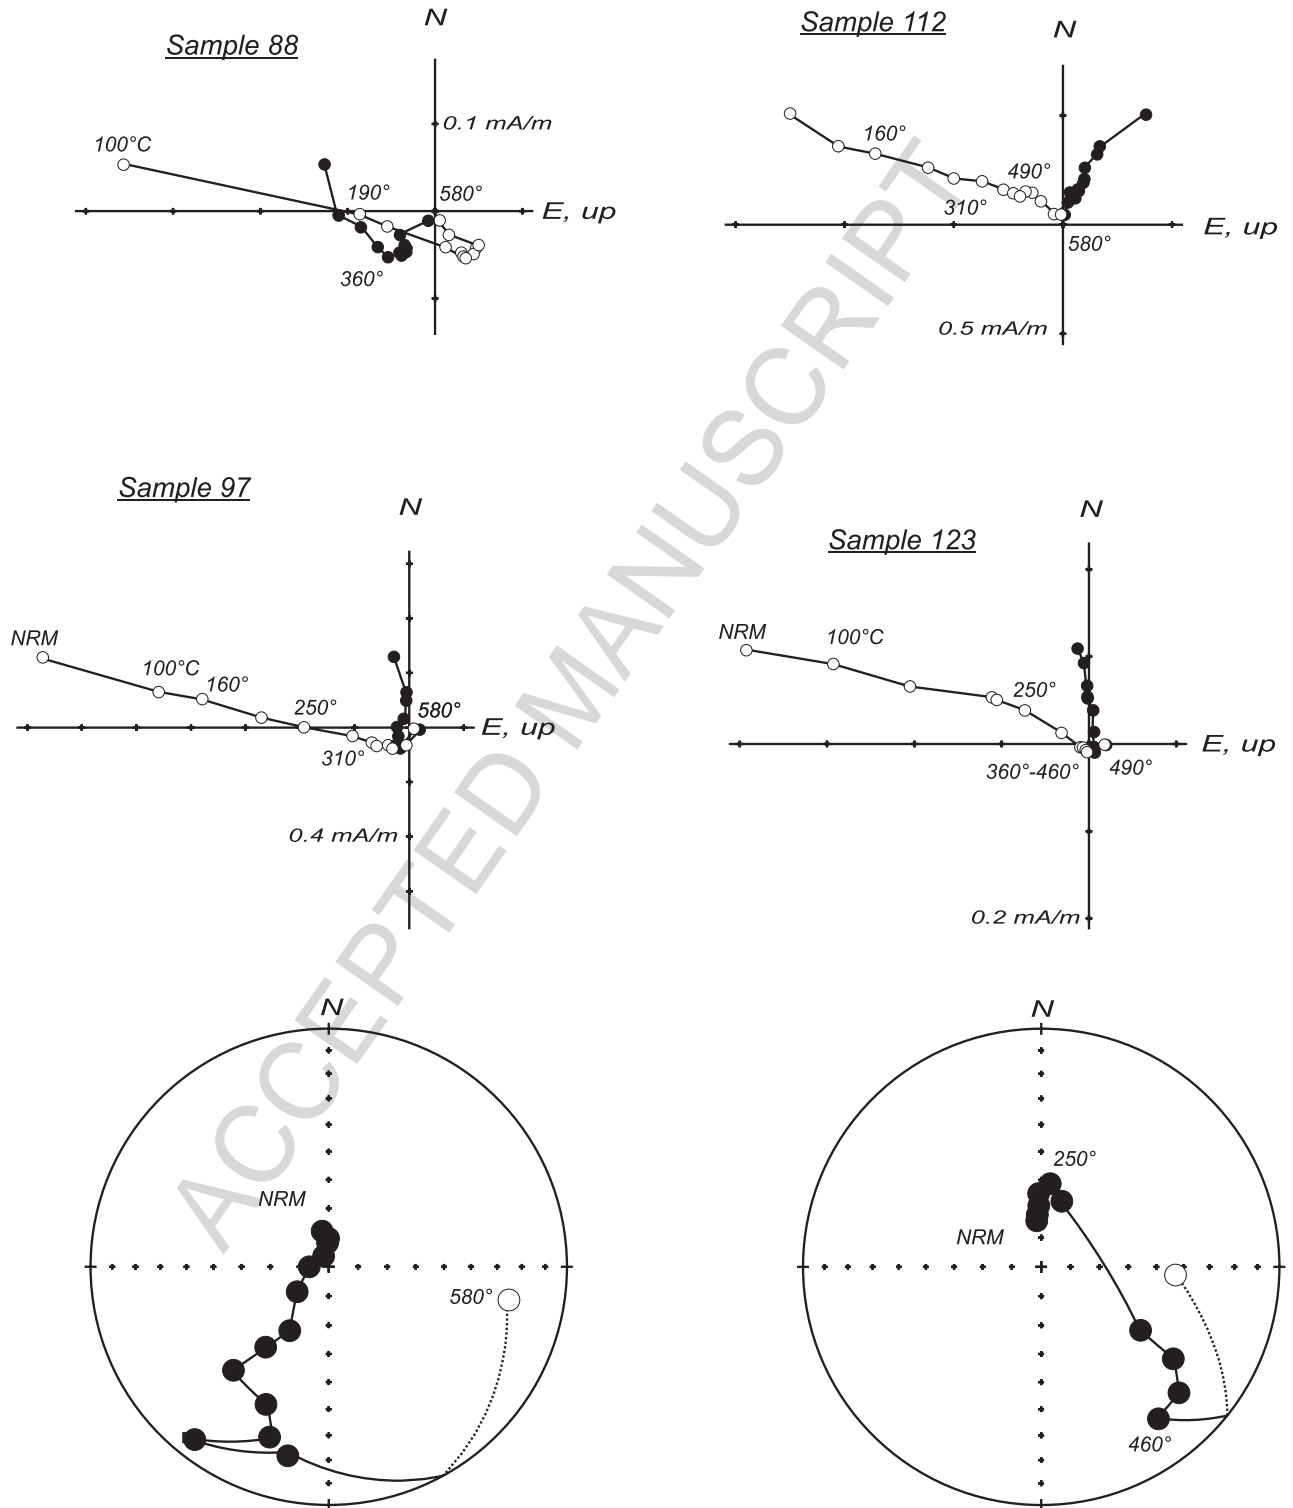 Sample 88
N
0.1 mA/m
100°C
190°
580°
E, up
360°
Sample 112
N
160°
490°
310°
E, up
580°
0.5 mA/m
Sample 97
N
NRM
100°C
160°
250°
580°
E, up
310°
0.4 mA/m
Sample 123
N
NRM
100°C
250°
E, up
360°-460°
490°
0.2 mA/m
N
NRM
580°
N
250°
NRM
460°
ACCEPTED MANUSCRIPT